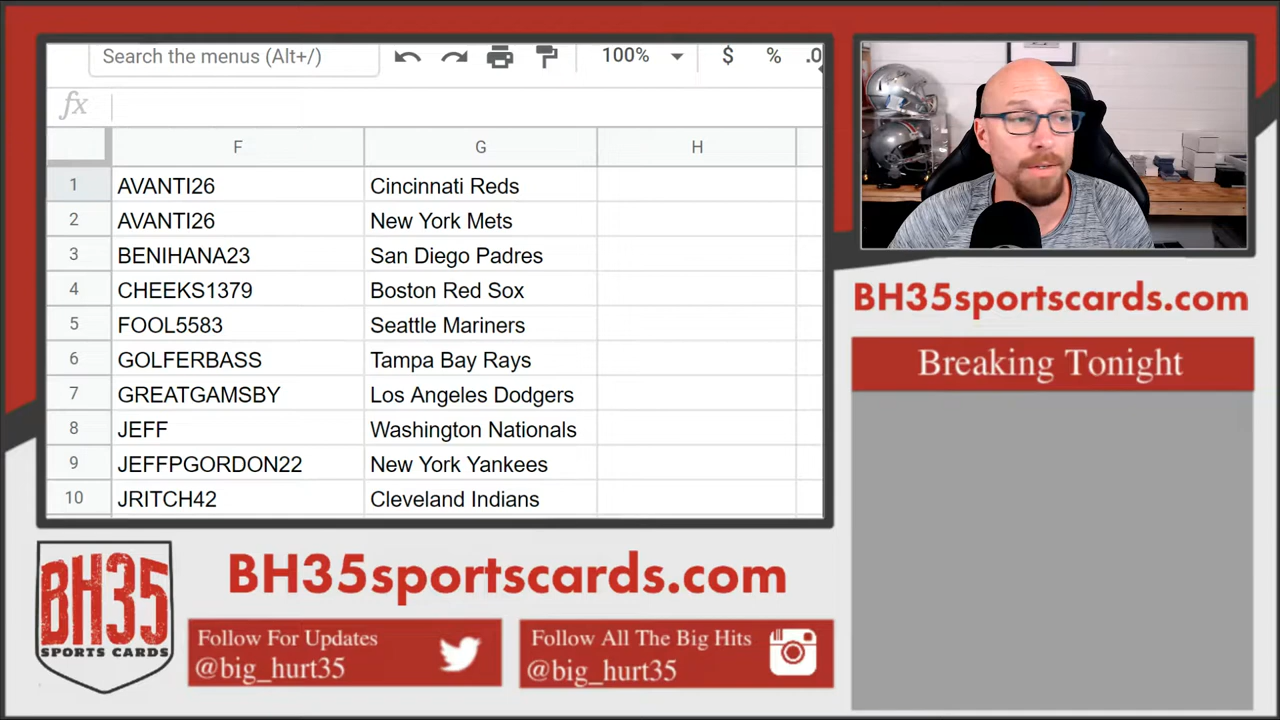 Search the menus (Alt+/)
100%
$
%
.0
fx
F
G
H
1 AVANTI26 Cincinnati Reds
2 AVANTI26 New York Mets
3 BENIHANA23 San Diego Padres
4 CHEEKS1379 Boston Red Sox
5 FOOL5583 Seattle Mariners
6 GOLFERBASS Tampa Bay Rays
7 GREATGAMSBY Los Angeles Dodgers
8 JEFF Washington Nationals
9 JEFFPGORDON22 New York Yankees
10 JRITCH42 Cleveland Indians
BH35sportscards.com
Breaking Tonight
BH35
SPORTS CARDS
BH35sportscards.com
Follow For Updates
@big_hurt35
Follow All The Big Hits
@big_hurt35